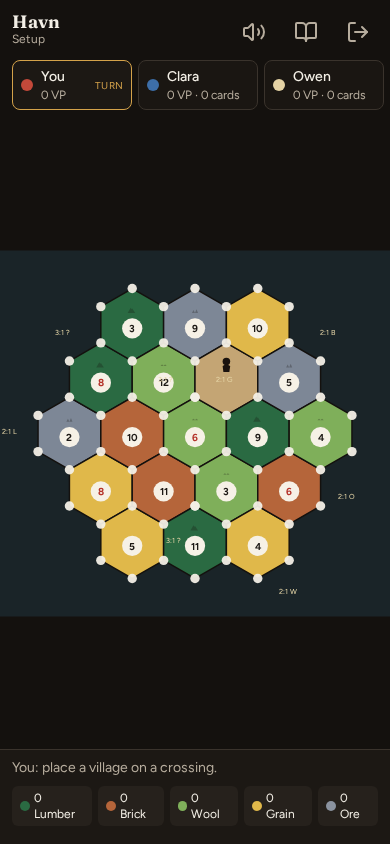 Havn
Setup
You
TURN
0 VP
Clara
0 VP · 0 cards
Owen
0 VP · 0 cards
3 9 10
3:1 ? 2:1 B
8 12 2:1 O 5
2:1 L 2 10 6 9 4
8 11 3 6
2:1 O
5 3:1 ? 11 4
2:1 W
You: place a village on a crossing.
0 Lumber
0 Brick
0 Wool
0 Grain
0 Ore